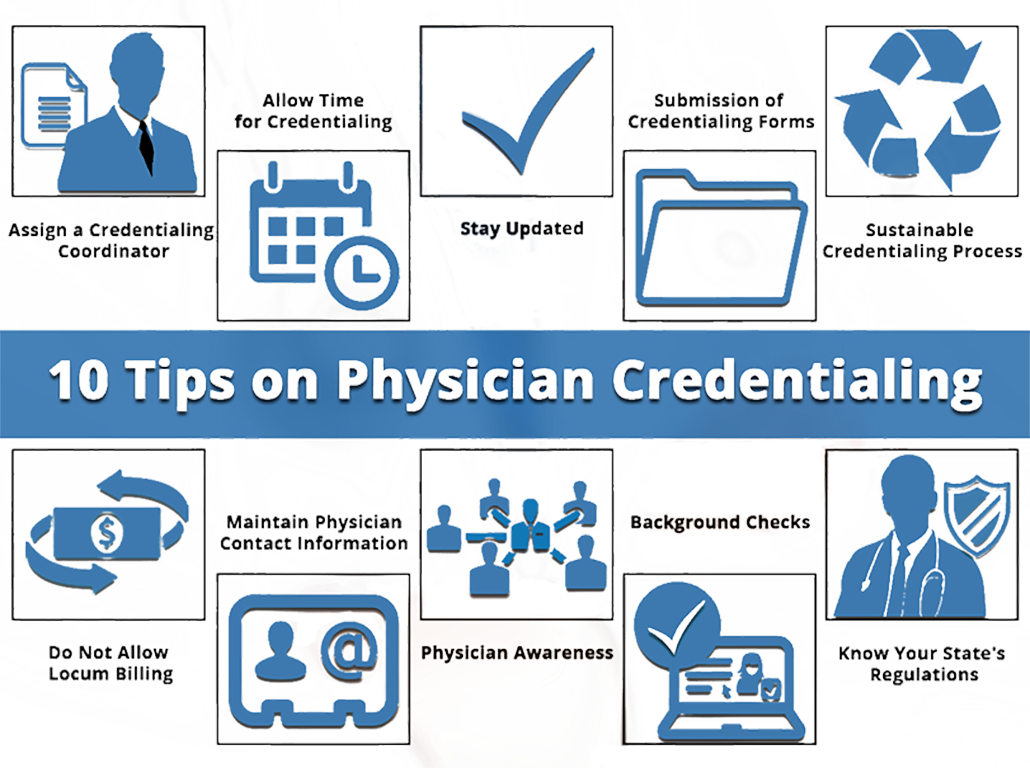 Allow Time
for Credentialing
Submission of
Credentialing Forms
Assign a Credentialing
Coordinator
Stay Updated
Sustainable
Credentialing Process
10 Tips on Physician Credentialing
$
Maintain Physician
Contact Information
Background Checks
@
Do Not Allow
Locum Billing
Physician Awareness
Know Your State's
Regulations